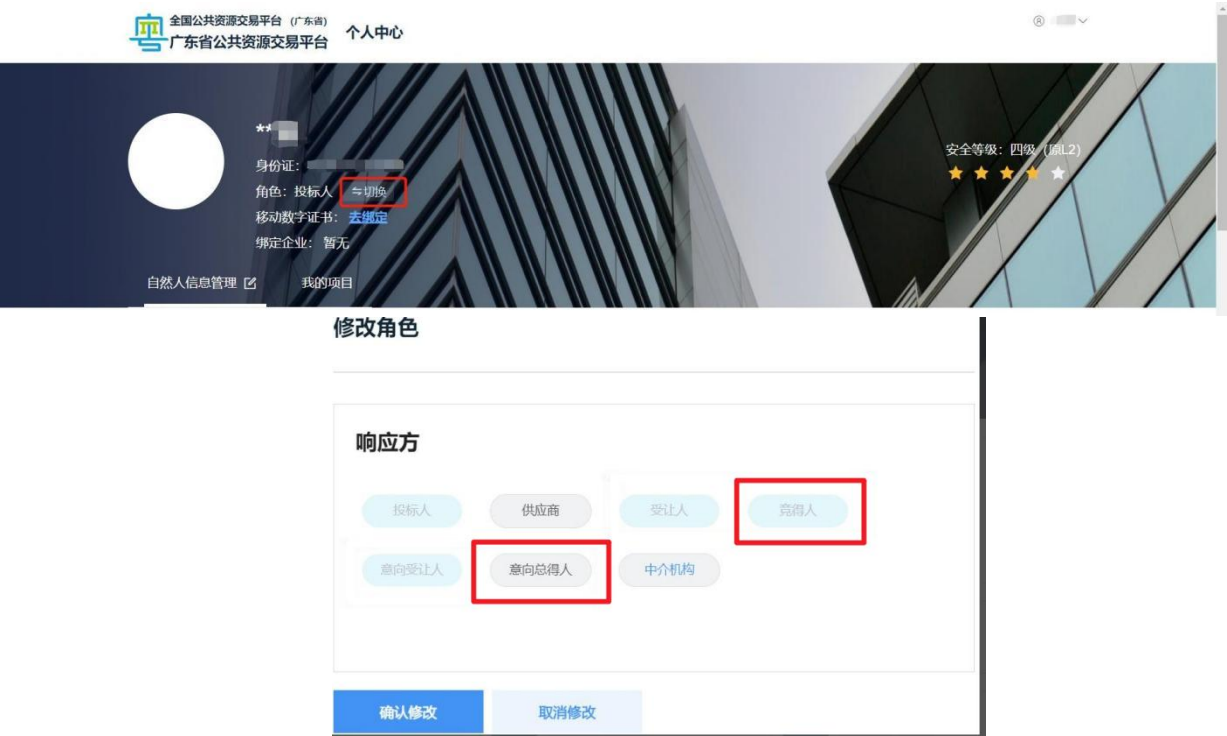 全国公共资源交易平台 (广东省)
广东省公共资源交易平台
个人中心
**
身份证:
角色: 投标人 ⇋切换
移动数字证书: 去绑定
绑定企业: 暂无
安全等级: 四级 (原L2)
自然人信息管理 我的项目
修改角色
响应方
投标人 供应商 受让人 竞得人
意向受让人 意向总得人 中介机构
确认修改 取消修改